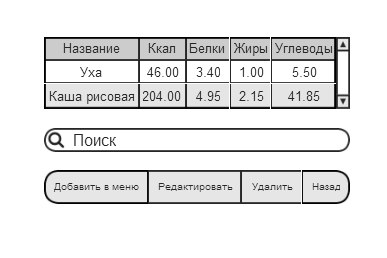 Название Ккал Белки Жиры Углеводы
Уха 46.00 3.40 1.00 5.50
Каша рисовая 204.00 4.95 2.15 41.85
Поиск
Добавить в меню Редактировать Удалить Назад